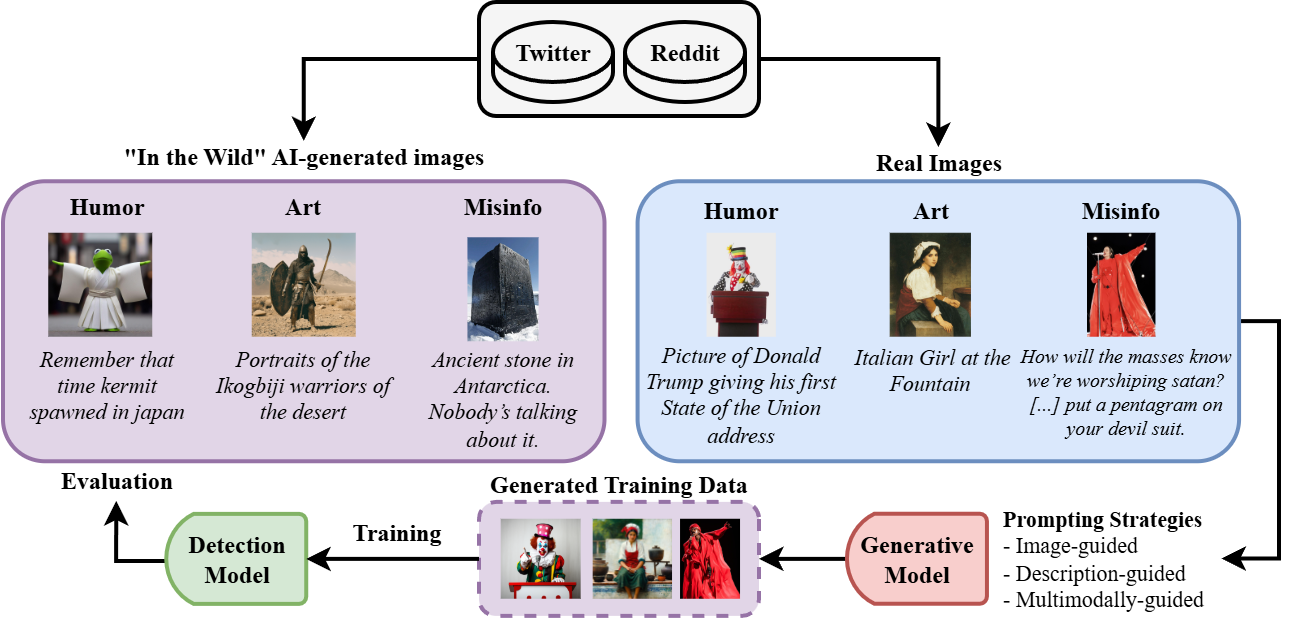 Twitter
Reddit
"In the Wild" AI-generated images
Real Images
Humor
Art
Misinfo
Remember that
time kermit
spawned in japan
Portraits of the
Ikogbiji warriors of
the desert
Ancient stone in
Antarctica.
Nobody's talking
about it.
Humor
Art
Misinfo
Picture of Donald
Trump giving his first
State of the Union
address
Italian Girl at the
Fountain
How will the masses know
we're worshiping satan?
[...] put a pentagram on
your devil suit.
Evaluation
Detection
Model
Training
Generated Training Data
Generative
Model
Prompting Strategies
- Image-guided
- Description-guided
- Multimodally-guided